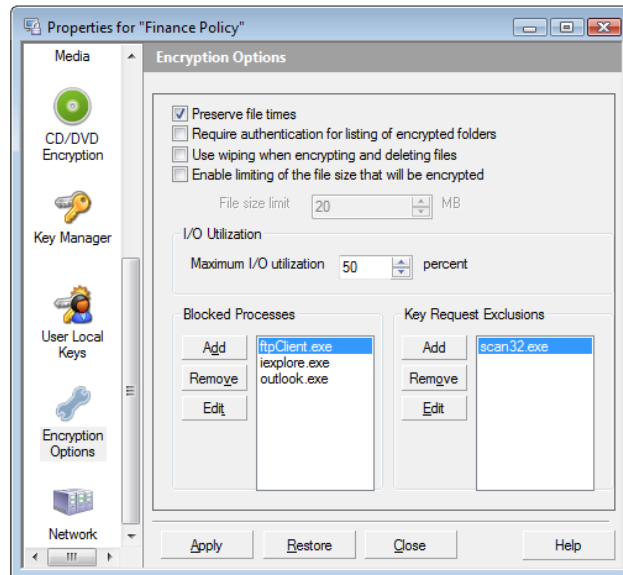 Properties for "Finance Policy"
Media
CD/DVD
Encryption
Key Manager
User Local
Keys
Encryption
Options
Network
Encryption Options
Preserve file times
Require authentication for listing of encrypted folders
Use wiping when encrypting and deleting files
Enable limiting of the file size that will be encrypted
File size limit 20 MB
I/O Utilization
Maximum I/O utilization 50 percent
Blocked Processes
Add
Remove
Edit
ftpClient.exe
iexplore.exe
outlook.exe
Key Request Exclusions
Add
Remove
Edit
scan32.exe
Apply Restore Close Help